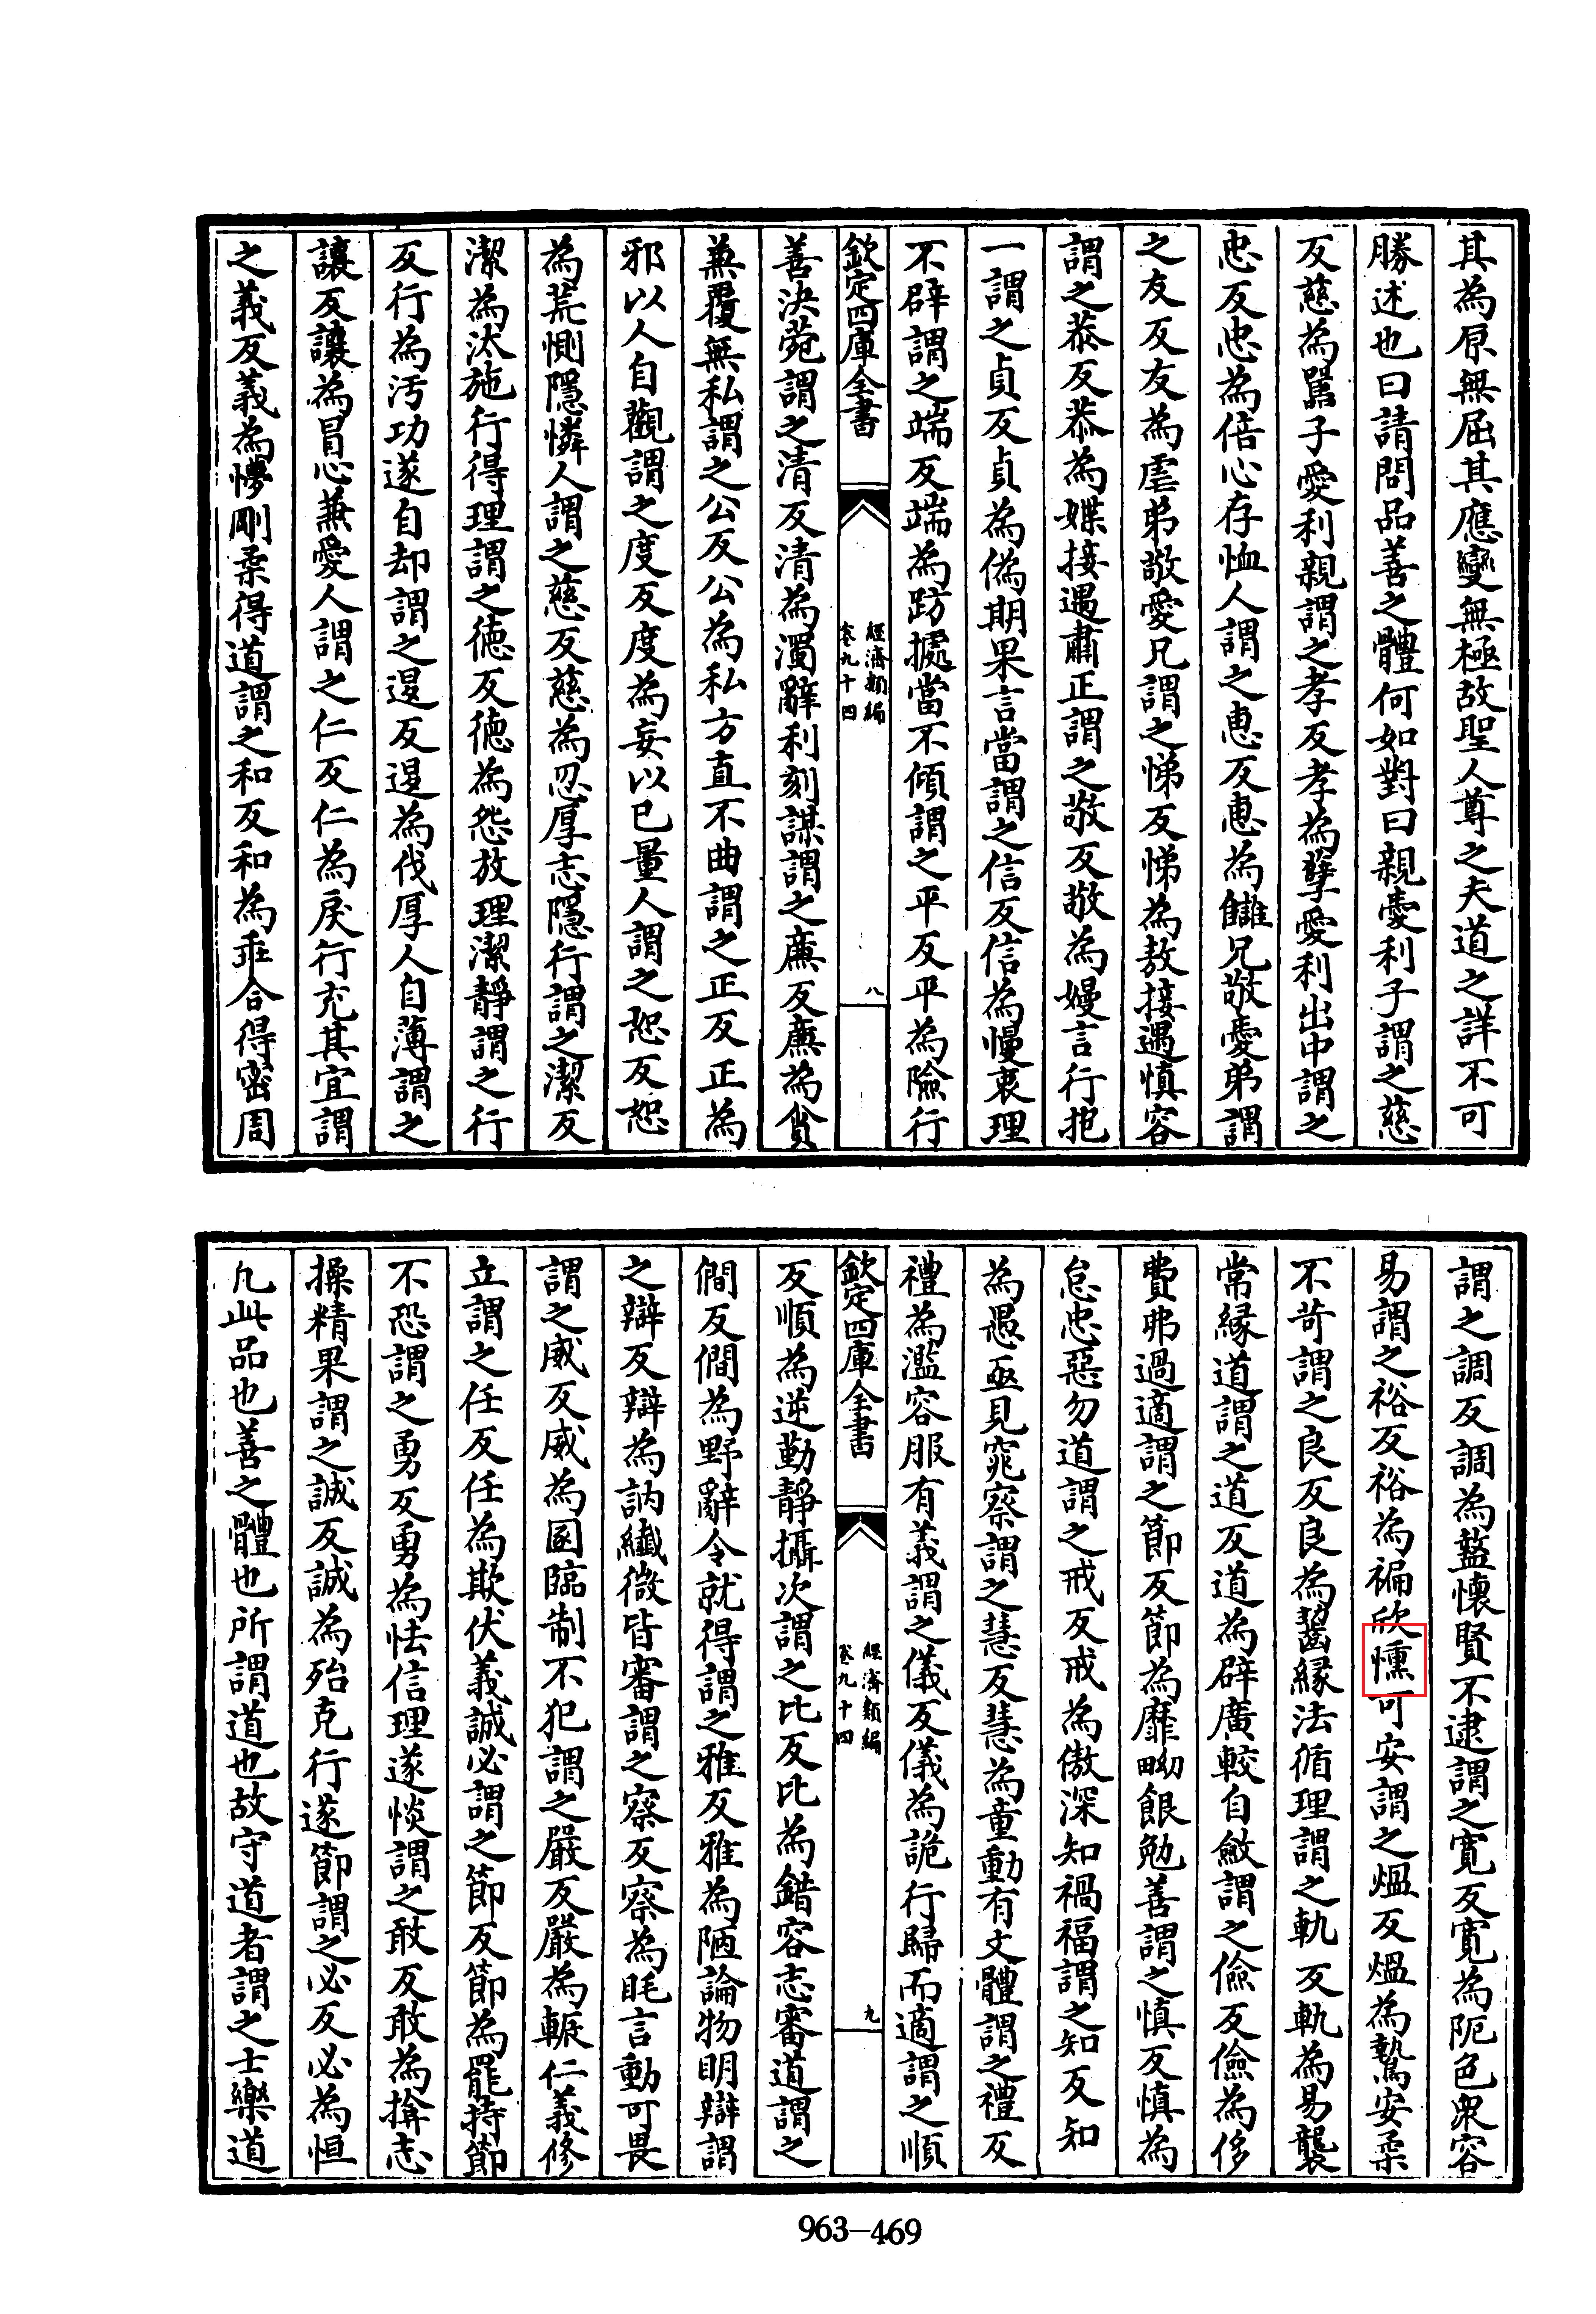 其為原無屈其應變無極故聖人尊之夫道之詳不可
勝述也曰請問品善之體何如對曰親愛利子謂之慈
反慈為嚚子愛利親謂之孝反孝為孽愛利出中謂之
忠反忠為倍心存恤人謂之惠反惠為讎兄敬愛弟謂
之友反友為虐弟敬愛兄謂之悌反悌為敖接遇慎容
謂之恭反恭為媟接遇肅正謂之敬反敬為嫚言行抱
一謂之貞反貞為偽期果言當謂之信反信為慢衷理
不辟謂之端反端為跀據當不傾謂之平反平為險行
欽定四庫全書
經濟類編
卷九十四
八
善決菀謂之清反清為濁辭利刻謀謂之廉反廉為貪
兼覆無私謂之公反公為私方直不曲謂之正反正為
邪以人自觀謂之度反度為妄以已量人謂之恕反恕
為荒惻隱憐人謂之慈反慈為忍厚志隱行謂之潔反
潔為汰施行得理謂之德反德為怨放理潔靜謂之行
反行為汚功遂自却謂之退反退為伐厚人自薄謂之
讓反讓為冒心兼愛人謂之仁反仁為戾行充其宜謂
之義反義為懜剛柔得道謂之和反和為乖合得密周
謂之調反調為盭懷賢不逮謂之寛反寛為阨色衆容
易謂之裕反裕為褊欣懽可安謂之熅反熅為鷙安柔
不苛謂之良反良為齧緣法循理謂之軌反軌為易襲
常緣道謂之道反道為辟廣較自斂謂之儉反儉為侈
費弗過適謂之節反節為靡㽬䬶勉善謂之慎反慎為
怠忠惡勿道謂之戒反戒為傲深知禍福謂之知反知
為愚亟見窕察謂之慧反慧為童動有文體謂之禮反
禮為濫容服有義謂之儀反儀為詭行歸而適謂之順
欽定四庫全書
經濟類編
卷九十四
九
反順為逆勤靜攝次謂之比反比為錯容志審道謂之
僩反僩為野辭令就得謂之雅反雅為陋論物明辯謂
之辯反辯為訥纎微皆審謂之察反察為眊言動可畏
謂之威反威為圂臨制不犯謂之嚴反嚴為䡅仁義修
立謂之任反任為欺伏義誠必謂之節反節為罷持節
不恐謂之勇反勇為怯信理遂惔謂之敢反敢為揜志
操精果謂之誠反誠為殆克行遂節謂之必反必為恒
凡此品也善之體也所謂道也故守道者謂之士樂道
963-469